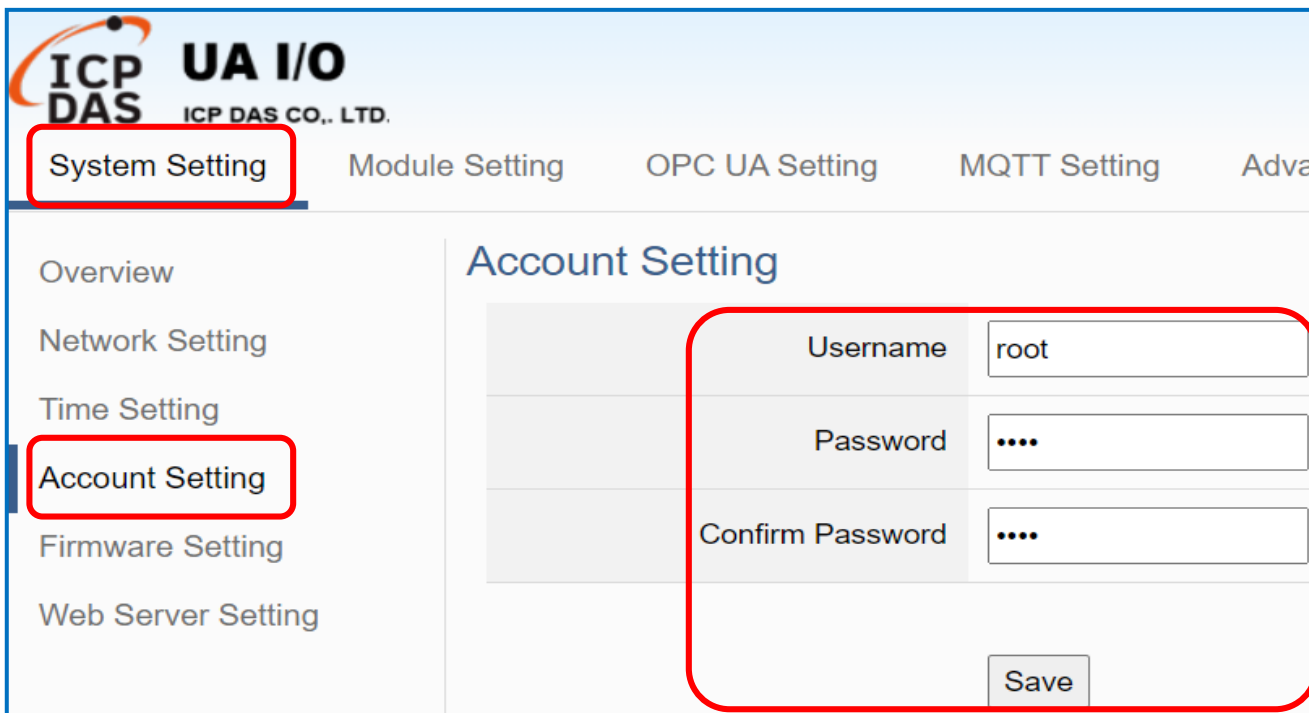 ICP
DAS
UA I/O
ICP DAS CO,. LTD.
System Setting Module Setting OPC UA Setting MQTT Setting Adva
Overview
Network Setting
Time Setting
Account Setting
Firmware Setting
Web Server Setting
Account Setting
Username root
Password ••••
Confirm Password ••••
Save